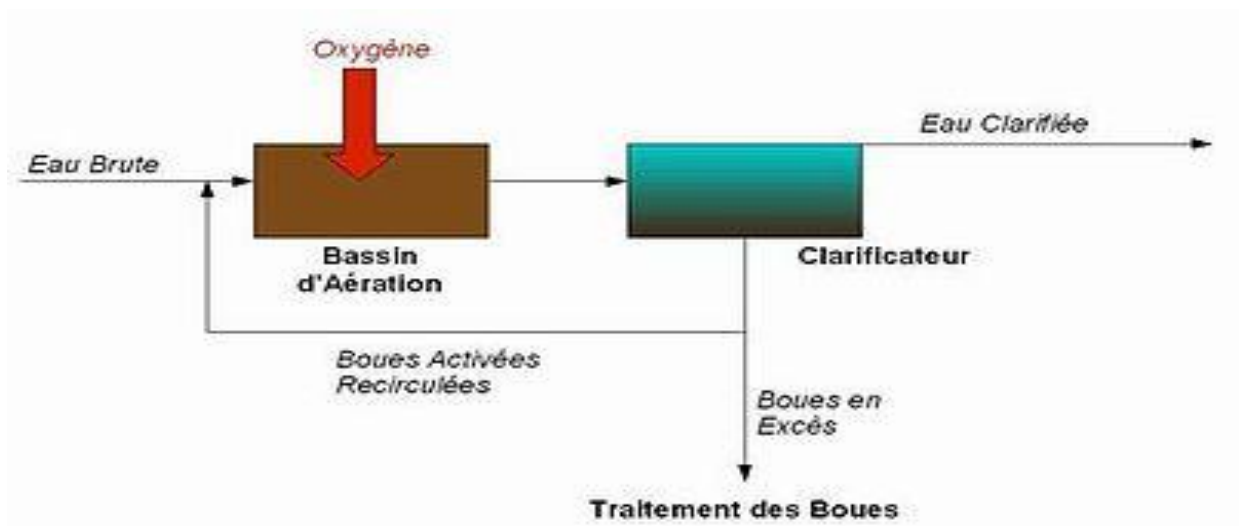 Oxygène
Eau Brute
Eau Clarifiée
Bassin
d'Aération
Clarificateur
Boues Activées
Recirculées
Boues en
Excès
Traitement des Boues